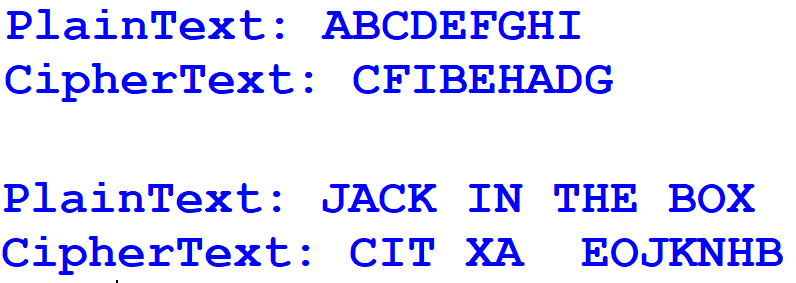 PlainText: ABCDEFGHI
CipherText: CFIBEHADG
PlainText: JACK IN THE BOX
CipherText: CIT XA  EOJKNHB